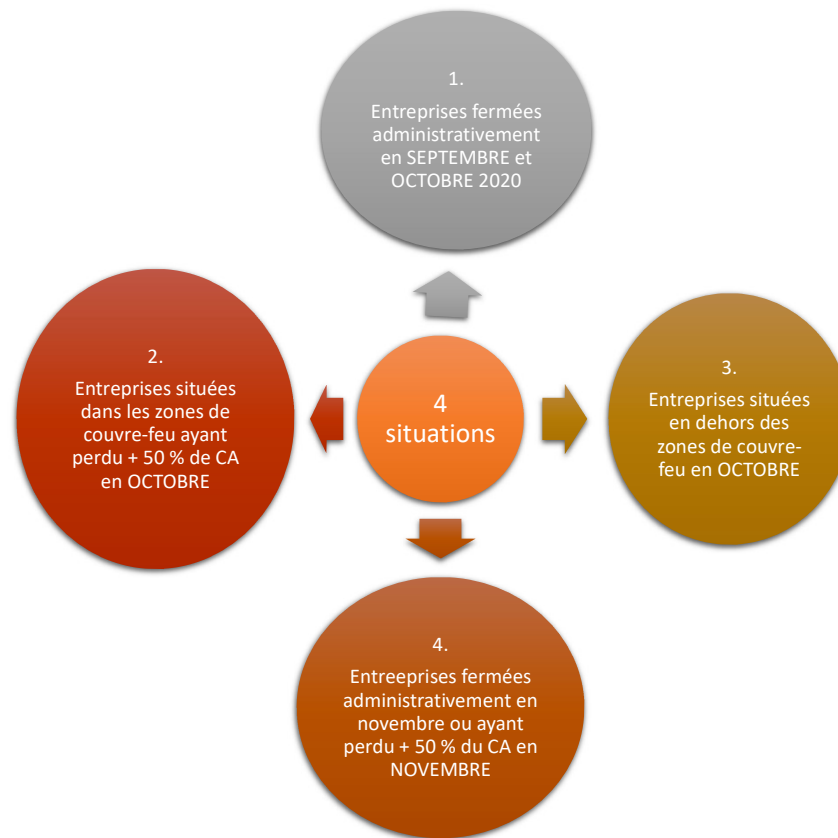 1.
Entreprises fermées
administrativement
en SEPTEMBRE et
OCTOBRE 2020
2.
Entreprises situées
dans les zones de
couvre-feu ayant
perdu + 50 % de CA
en OCTOBRE
4
situations
3.
Entreprises situées
en dehors des
zones de couvre-
feu en OCTOBRE
4.
Entreeprises fermées
administrativement en
novembre ou ayant
perdu + 50 % du CA en
NOVEMBRE